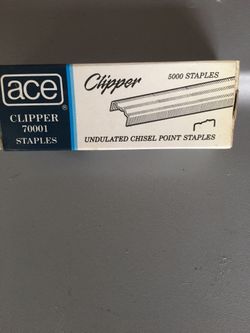 ace ®
CLIPPER
70001
STAPLES
Clipper
5000 STAPLES
UNDULATED CHISEL POINT STAPLES